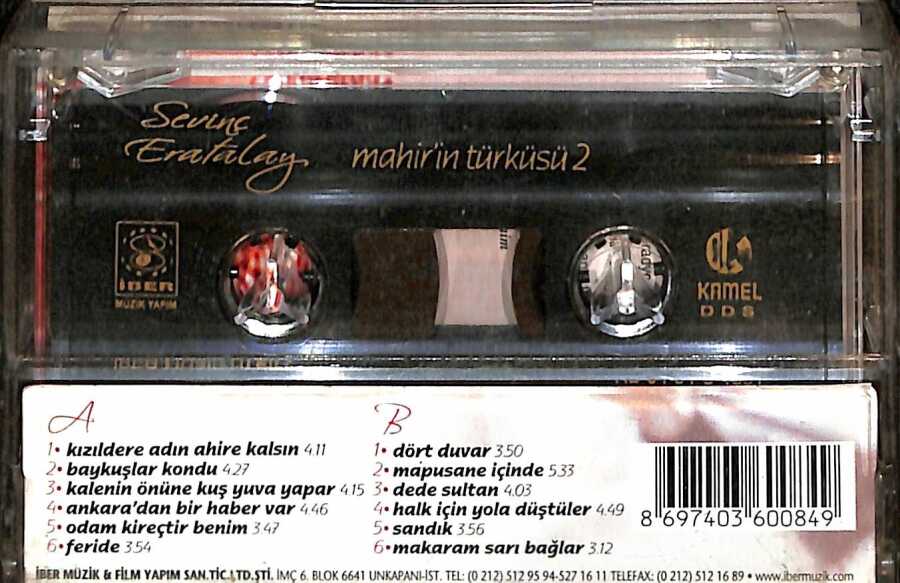 Sevinç
Eratalay
mahir'in türküsü 2
İBER
MÜZİK YAPIM
KAMEL
DDS
A
1• kızıldere adın ahire kalsın 4.11
2• baykuşlar kondu 4.27
3• kalenin önüne kuş yuva yapar 4.15
4• ankara'dan bir haber var 4.46
5• odam kireçtir benim 3.47
6• feride 3.54
B
1• dört duvar 3.50
2• mapusane içinde 5.33
3• dede sultan 4.03
4• halk için yola düştüler 4.49
5• sandık 3.56
6• makaram sarı bağlar 3.12
8 697403 600849
İBER MÜZİK & FİLM YAPIM SAN.TİC.LTD.ŞTİ. İMÇ 6. BLOK 6641 UNKAPANI-İST. TEL: (0 212) 512 95 94-527 16 11 TELEFAX: (0 212) 512 16 89 • www.ibermuzik.com